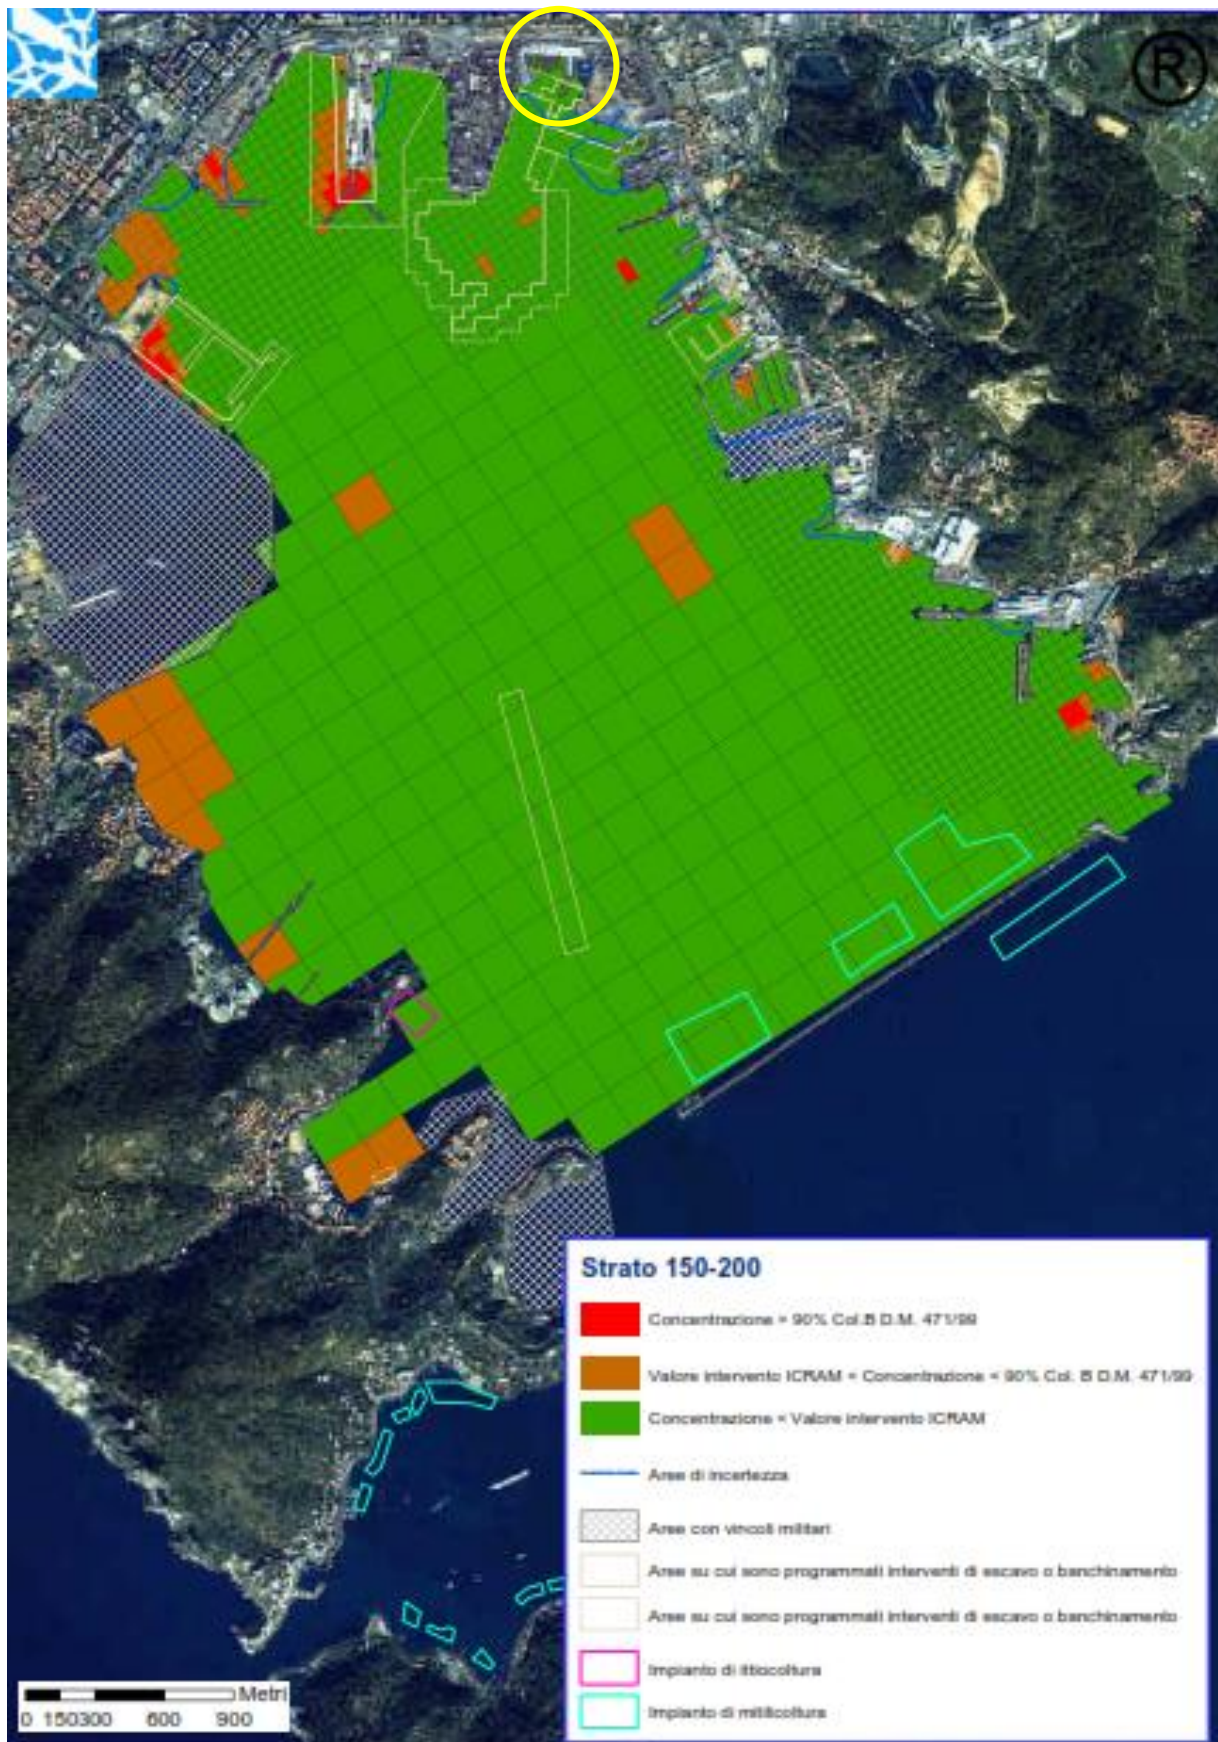 R
Strato 150-200
Concentrazione > 90% Col.B D.M. 471/99
Valore intervento ICRAM < Concentrazione < 90% Col. B D.M. 471/99
Concentrazione < Valore intervento ICRAM
Aree di incertezza
Aree con vincoli militari
Aree su cui sono programmati interventi di escavo o banchinamento
Aree su cui sono programmati interventi di escavo o banchinamento
Impianto di ittiocoltura
Impianto di mitilicoltura
Metri
0 150300 600 900